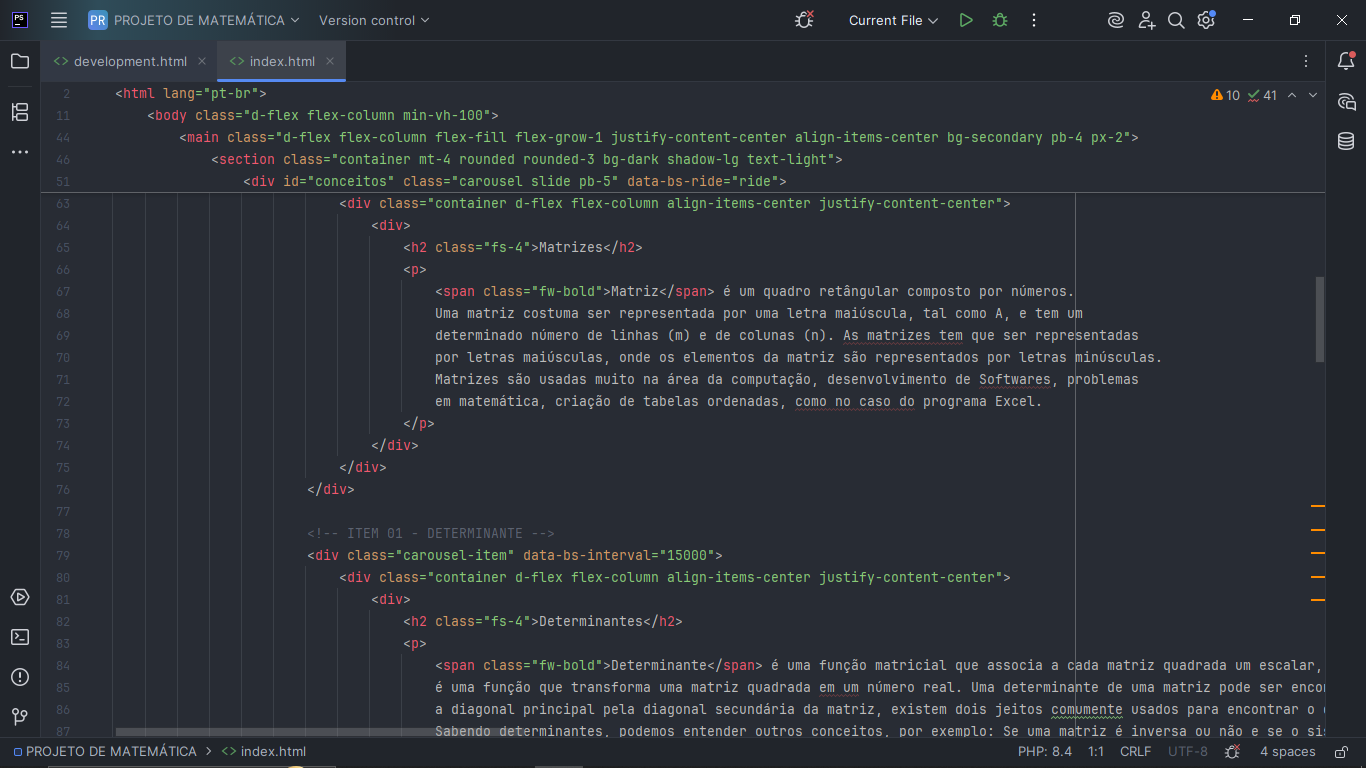 PS PR PROJETO DE MATEMÁTICA Version control Current File
development.html index.html
2 <html lang="pt-br"> 10 41
11 <body class="d-flex flex-column min-vh-100">
44 <main class="d-flex flex-column flex-fill flex-grow-1 justify-content-center align-items-center bg-secondary pb-4 px-2">
46 <section class="container mt-4 rounded rounded-3 bg-dark shadow-lg text-light">
51 <div id="conceitos" class="carousel slide pb-5" data-bs-ride="ride">
63 <div class="container d-flex flex-column align-items-center justify-content-center">
64 <div>
65 <h2 class="fs-4">Matrizes</h2>
66 <p>
67 <span class="fw-bold">Matriz</span> é um quadro retângular composto por números.
68 Uma matriz costuma ser representada por uma letra maiúscula, tal como A, e tem um
69 determinado número de linhas (m) e de colunas (n). As matrizes tem que ser representadas
70 por letras maiúsculas, onde os elementos da matriz são representados por letras minúsculas.
71 Matrizes são usadas muito na área da computação, desenvolvimento de Softwares, problemas
72 em matemática, criação de tabelas ordenadas, como no caso do programa Excel.
73 </p>
74 </div>
75 </div>
76 </div>
77
78 <!-- ITEM 01 - DETERMINANTE -->
79 <div class="carousel-item" data-bs-interval="15000">
80 <div class="container d-flex flex-column align-items-center justify-content-center">
81 <div>
82 <h2 class="fs-4">Determinantes</h2>
83 <p>
84 <span class="fw-bold">Determinante</span> é uma função matricial que associa a cada matriz quadrada um escalar,
85 é uma função que transforma uma matriz quadrada em um número real. Uma determinante de uma matriz pode ser
86 a diagonal principal pela diagonal secundária da matriz, existem dois jeitos comumente usados para encontrar o
87 Sabendo determinantes, podemos entender outros conceitos, por exemplo: Se uma matriz é inversa ou não e se o
PROJETO DE MATEMÁTICA > <> index.html PHP: 8.4 1:1 CRLF UTF-8 4 spaces